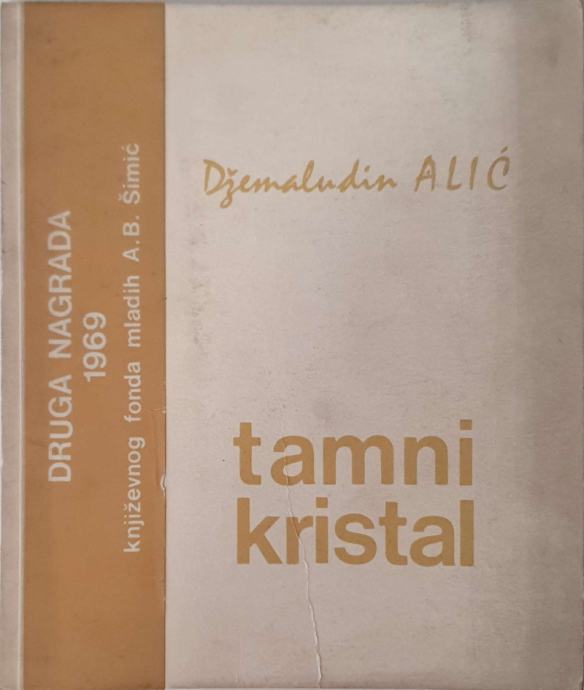 DRUGA NAGRADA
1969
književnog fonda mladih A.B. Šimić
Džemaludin ALIĆ
tamni
kristal